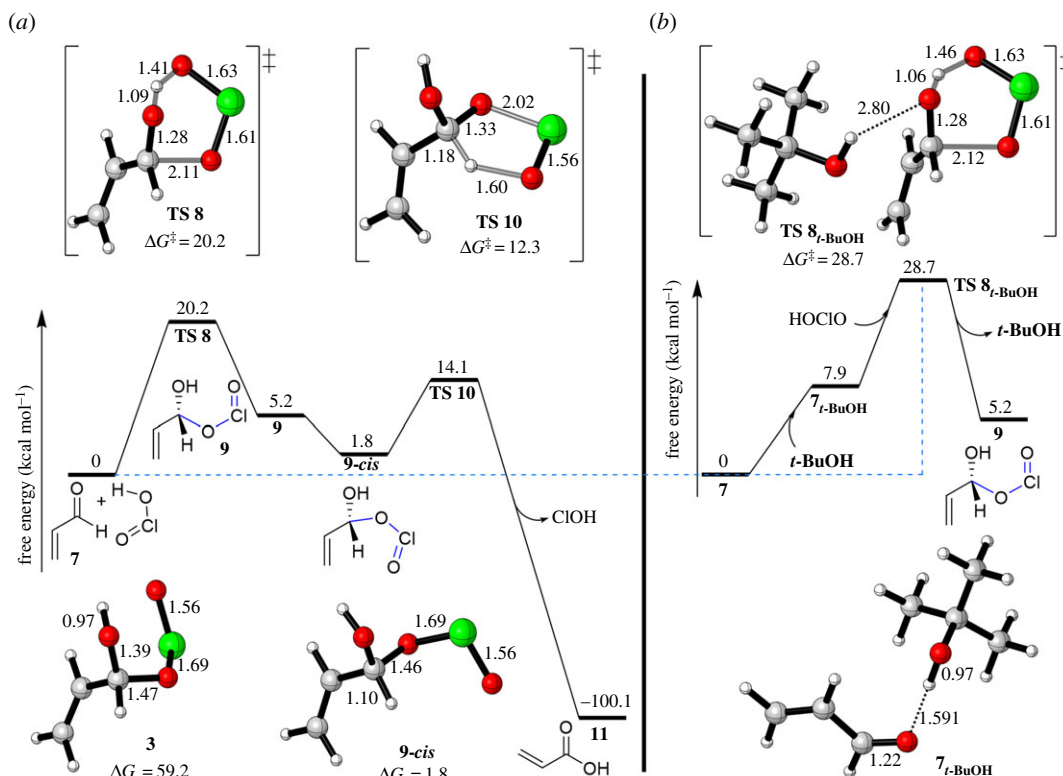 (a)
‡
1.41
1.63
1.09
1.28
1.61
2.11
TS 8
ΔG‡ = 20.2
‡
2.02
1.33
1.18
1.56
1.60
TS 10
ΔG‡ = 12.3
free energy (kcal mol–1)
20.2
TS 8
14.1
TS 10
OH
O
O
Cl
H
9
5.2
9
1.8
9-cis
0
O
H
7
+
H
O
O
Cl
OH
O
Cl
H
O
ClOH
–100.1
11
O
OH
0.97
1.56
1.39
1.69
1.47
3
ΔG = 59.2
1.69
1.46
1.56
1.10
9-cis
ΔG = 1.8
(b)
1.46
1.63
1.06
2.80
1.28
1.61
2.12
TS 8t-BuOH
ΔG‡ = 28.7
free energy (kcal mol–1)
28.7
TS 8t-BuOH
HOClO
t-BuOH
7.9
7t-BuOH
5.2
9
0
7
t-BuOH
OH
O
O
Cl
H
0.97
1.591
1.22
7t-BuOH